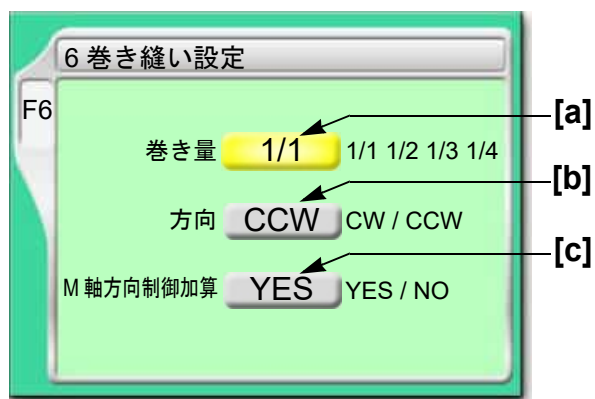 6 巻き縫い設定
F6
[a]
巻き量 1/1 1/1 1/2 1/3 1/4
[b]
方向 CCW CW / CCW
[c]
M 軸方向制御加算 YES YES / NO